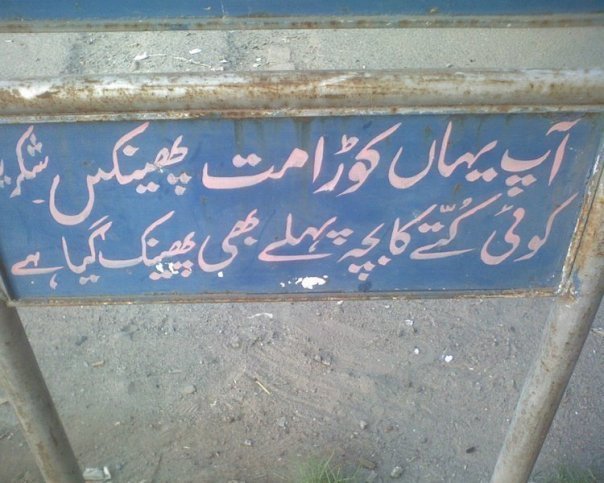 آپ یہاں کوڑا مت پھینکیں شکریہ
کوئی کُتّے کا بچہ پہلے بھی پھینک گیا ہے